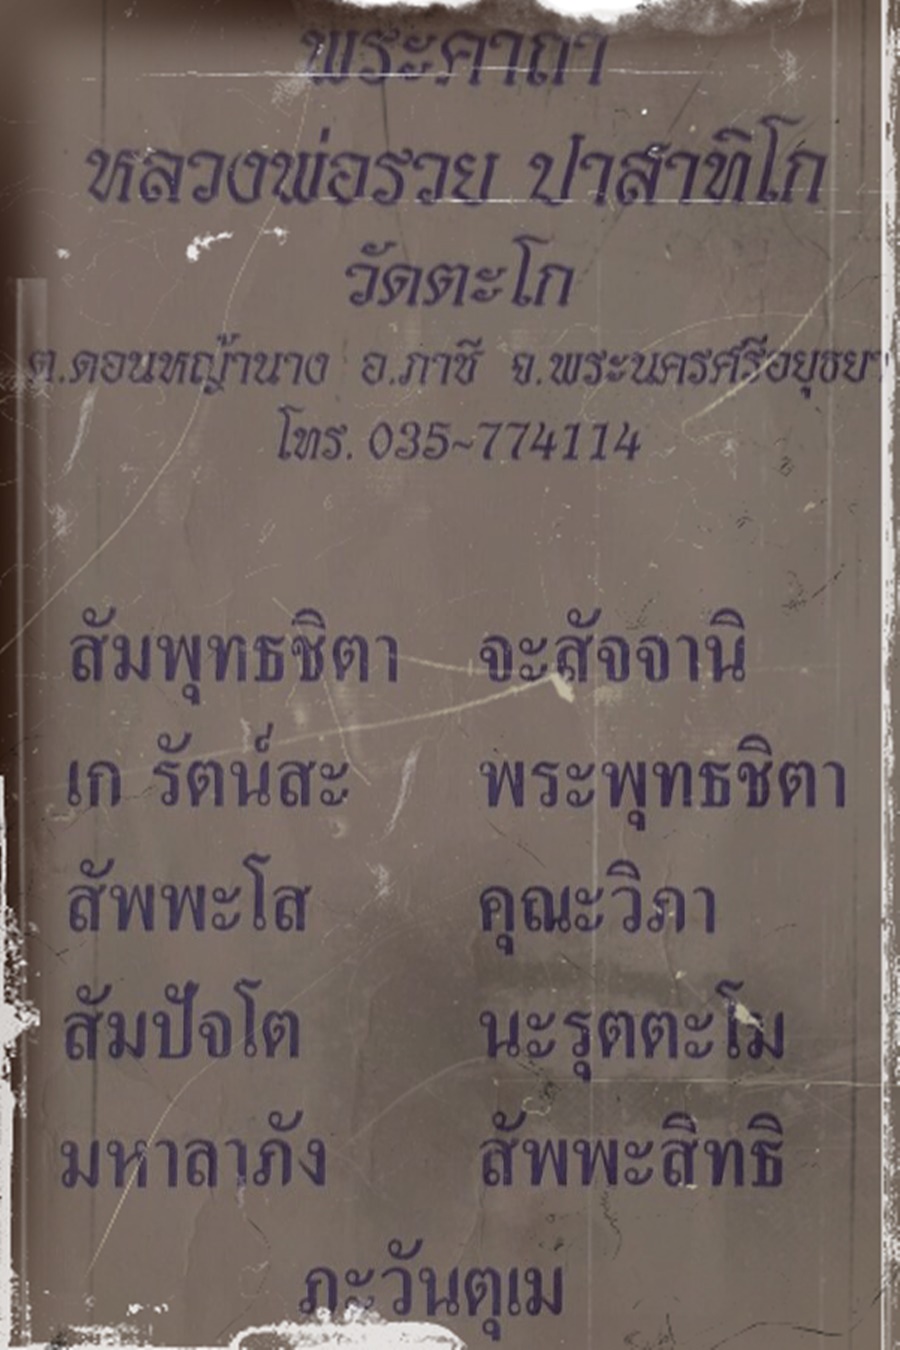 พระคาถา
หลวงพ่อรวย ปาสาทิโก
วัดตะโก
ต.ดอนหญ้านาง อ.ภาชี จ.พระนครศรีอยุธยา
โทร. 035~774114
สัมพุทธชิตา จะสัจจานิ
เก รัตน์สะ พระพุทธชิตา
สัพพะโส คุณะวิภา
สัมปัจโต นะรุตตะโม
มหาลาภัง สัพพะสิทธิ
ภะวันตุเม